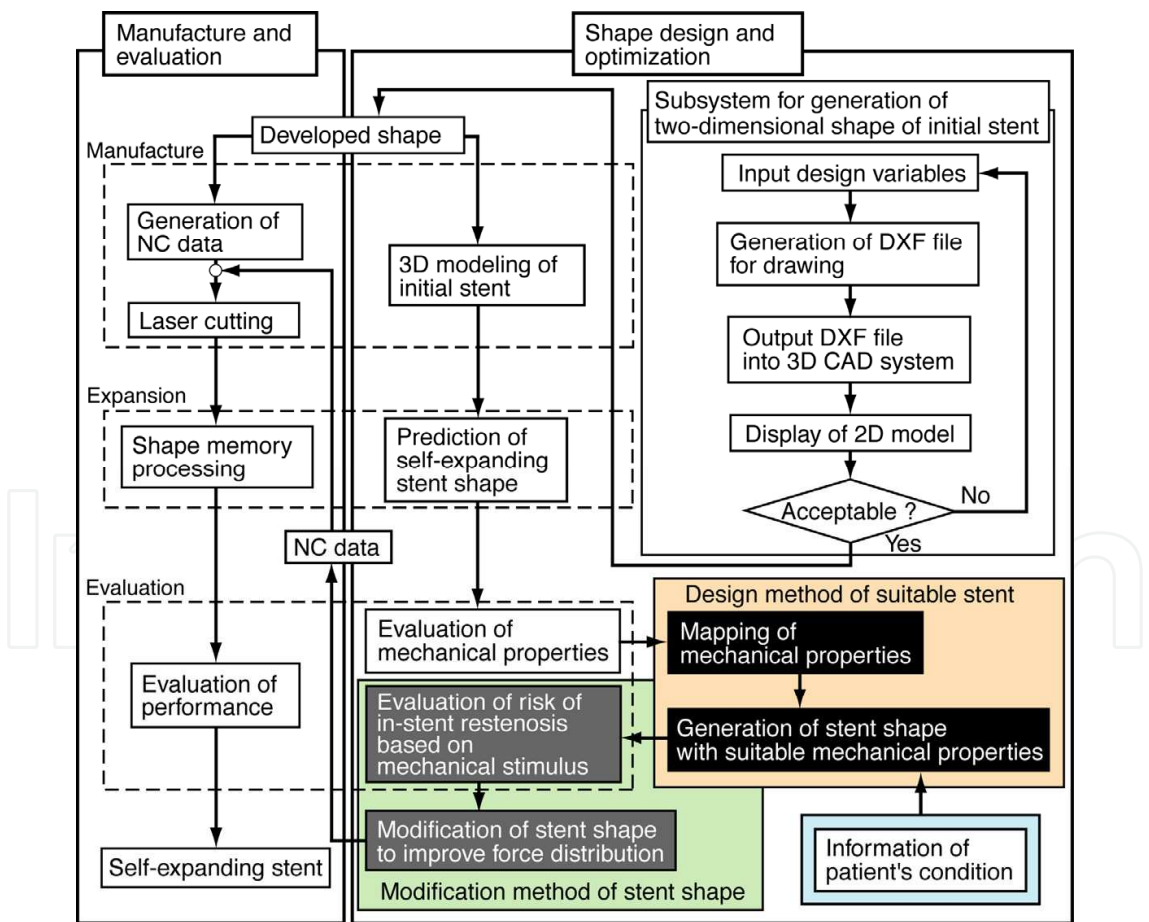 Manufacture and
evaluation
Shape design and
optimization
Subsystem for generation of
two-dimensional shape of initial stent
Developed shape
Manufacture
Input design variables
Generation of
NC data
Generation of DXF file
for drawing
3D modeling of
initial stent
Laser cutting
Output DXF file
into 3D CAD system
Expansion
Display of 2D model
Shape memory
processing
Prediction of
self-expanding
stent shape
Acceptable ?
No
Yes
NC data
Evaluation
Design method of suitable stent
Evaluation of
mechanical properties
Mapping of
mechanical properties
Evaluation of
performance
Evaluation of risk of
in-stent restenosis
based on
mechanical stimulus
Generation of stent shape
with suitable mechanical properties
Modification of stent shape
to improve force distribution
Modification method of stent shape
Information of
patient's condition
Self-expanding stent